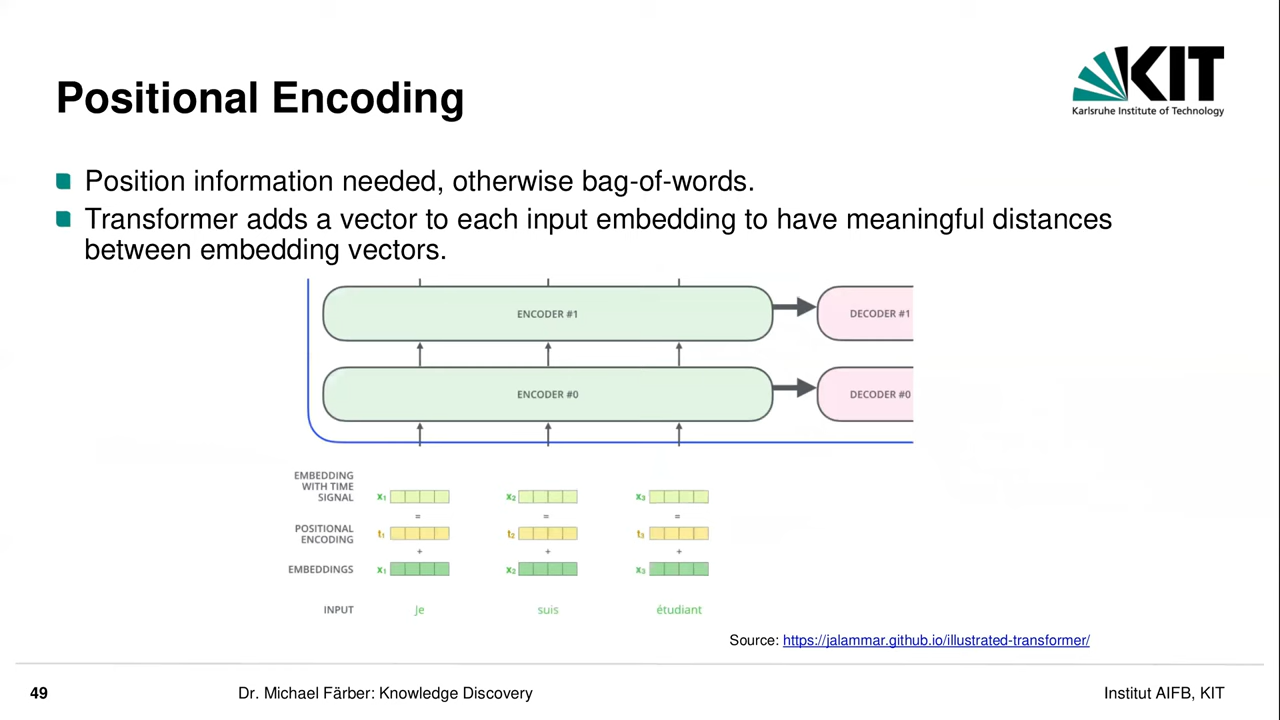 KIT
Karlsruhe Institute of Technology
Positional Encoding
Position information needed, otherwise bag-of-words.
Transformer adds a vector to each input embedding to have meaningful distances
between embedding vectors.
ENCODER #1
DECODER #1
ENCODER #0
DECODER #0
EMBEDDING
WITH TIME
SIGNAL
x₁ x₂ x₃
= = =
POSITIONAL
ENCODING
t₁ t₂ t₃
+ + +
EMBEDDINGS x₁ x₂ x₃
INPUT Je suis étudiant
Source: https://jalammar.github.io/illustrated-transformer/
49 Dr. Michael Färber: Knowledge Discovery Institut AIFB, KIT